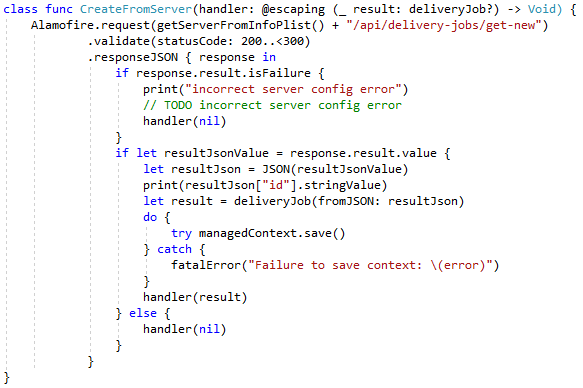 class func CreateFromServer(handler: @escaping (_ result: deliveryJob?) -> Void) {
    Alamofire.request(getServerFromInfoPlist() + "/api/delivery-jobs/get-new")
            .validate(statusCode: 200..<300)
            .responseJSON { response in
                if response.result.isFailure {
                    print("incorrect server config error")
                    // TODO incorrect server config error
                    handler(nil)
                }
                if let resultJsonValue = response.result.value {
                    let resultJson = JSON(resultJsonValue)
                    print(resultJson["id"].stringValue)
                    let result = deliveryJob(fromJSON: resultJson)
                    do {
                        try managedContext.save()
                    } catch {
                        fatalError("Failure to save context: \(error)")
                    }
                    handler(result)
                } else {
                    handler(nil)
                }
            }
}